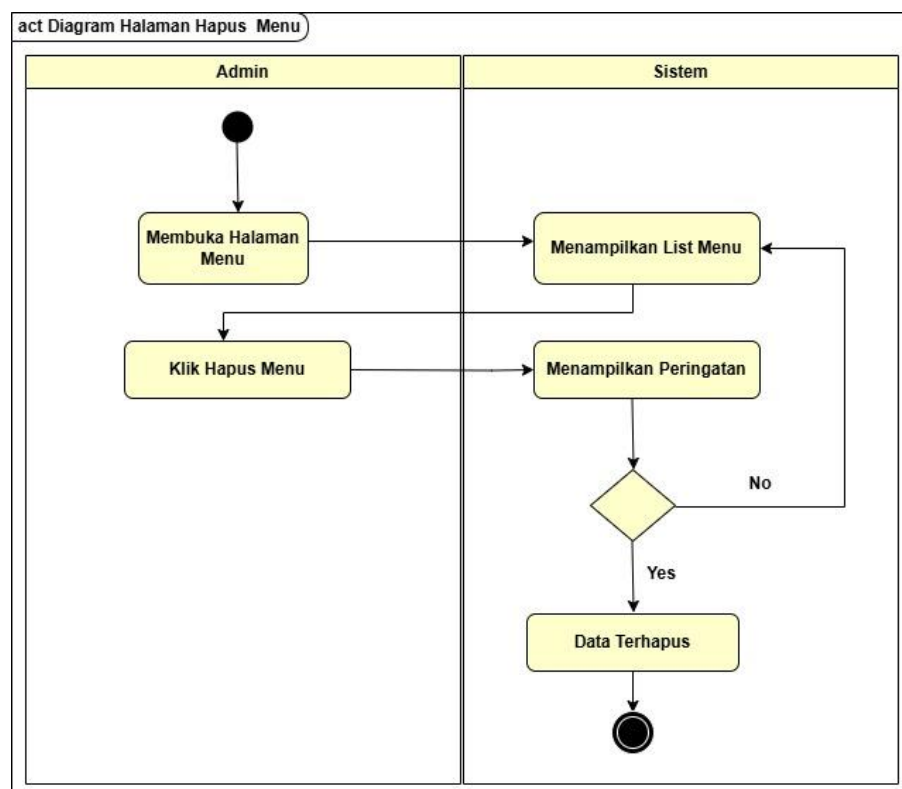 act Diagram Halaman Hapus  Menu
Admin
Sistem
Membuka Halaman
Menu
Menampilkan List Menu
Klik Hapus Menu
Menampilkan Peringatan
No
Yes
Data Terhapus